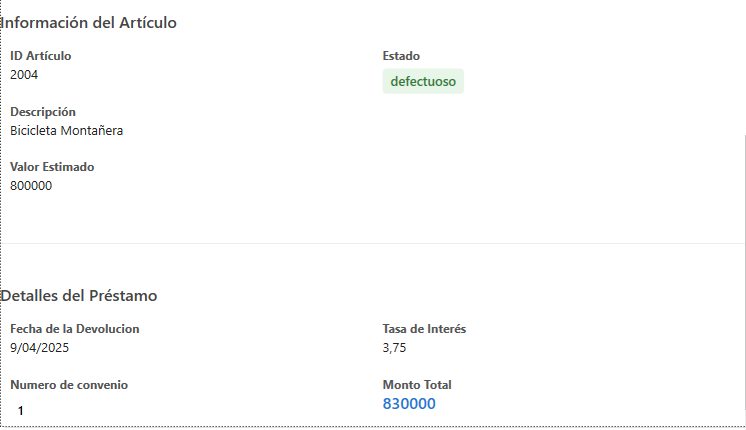 Información del Artículo
ID Artículo
2004
Estado
defectuoso
Descripción
Bicicleta Montañera
Valor Estimado
800000
Detalles del Préstamo
Fecha de la Devolucion
9/04/2025
Tasa de Interés
3,75
Numero de convenio
1
Monto Total
830000